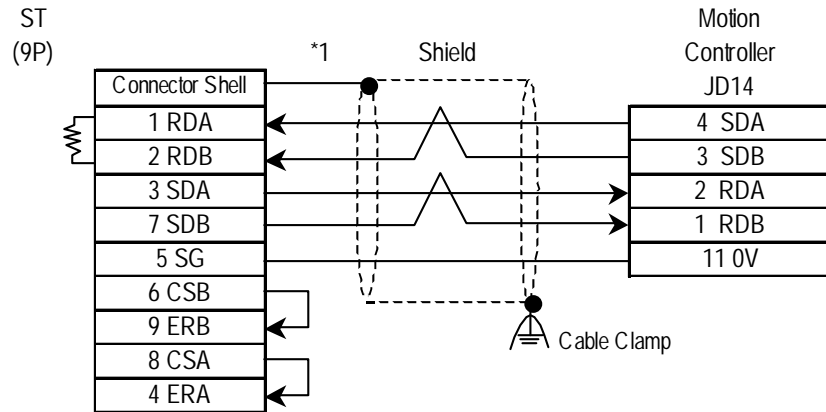 ST
(9P)
*1
Shield
Motion
Controller
JD14
Connector Shell
1 RDA
4 SDA
2 RDB
3 SDB
3 SDA
2 RDA
7 SDB
1 RDB
5 SG
11 0V
6 CSB
9 ERB
8 CSA
4 ERA
Cable Clamp